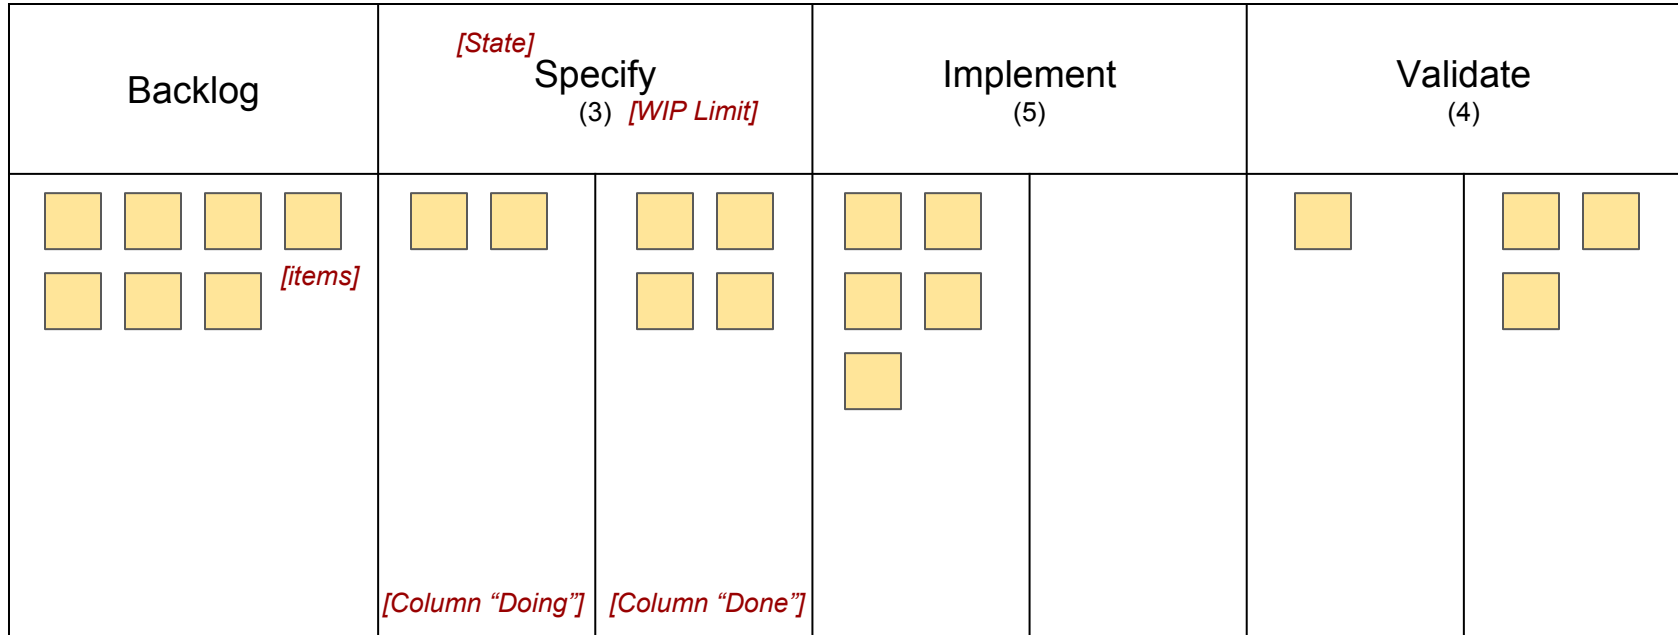 Backlog
[State]
Specify
(3) [WIP Limit]
Implement
(5)
Validate
(4)
[items]
[Column “Doing”]
[Column “Done”]